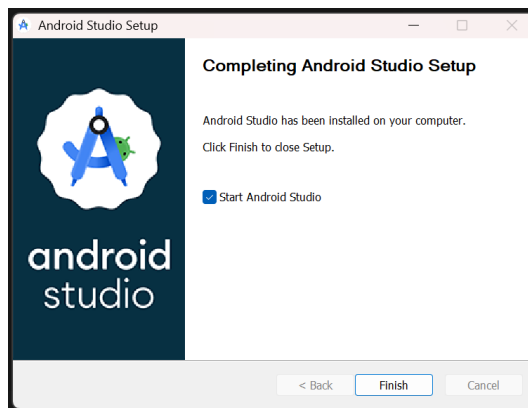 Android Studio Setup
Completing Android Studio Setup
Android Studio has been installed on your computer.
Click Finish to close Setup.
Start Android Studio
android
studio
< Back
Finish
Cancel